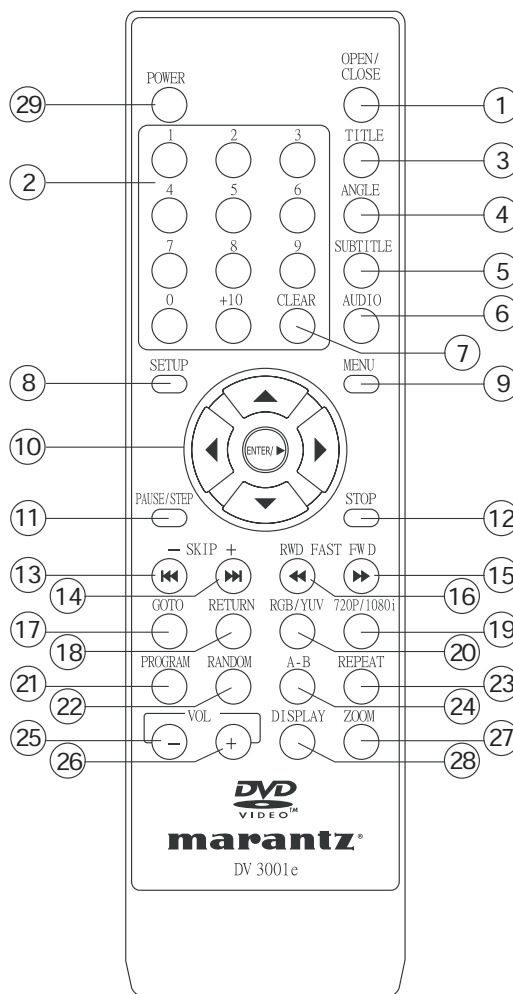 OPEN/
CLOSE
POWER
29
1
1 2 3 TITLE
2
3
4 5 6 ANGLE
4
7 8 9 SUBTITLE
5
0 +10 CLEAR AUDIO
6
7
SETUP MENU
8
9
10
ENTER/
PAUSE/STEP STOP
11
12
− SKIP + RWD FAST FWD
13
14
16
15
GOTO RETURN RGB/YUV 720P/1080i
17
18
20
19
PROGRAM RANDOM A-B REPEAT
21
22
24
23
VOL DISPLAY ZOOM
25
− +
26
28
27
DVD
VIDEO™
marantz®
DV 3001e